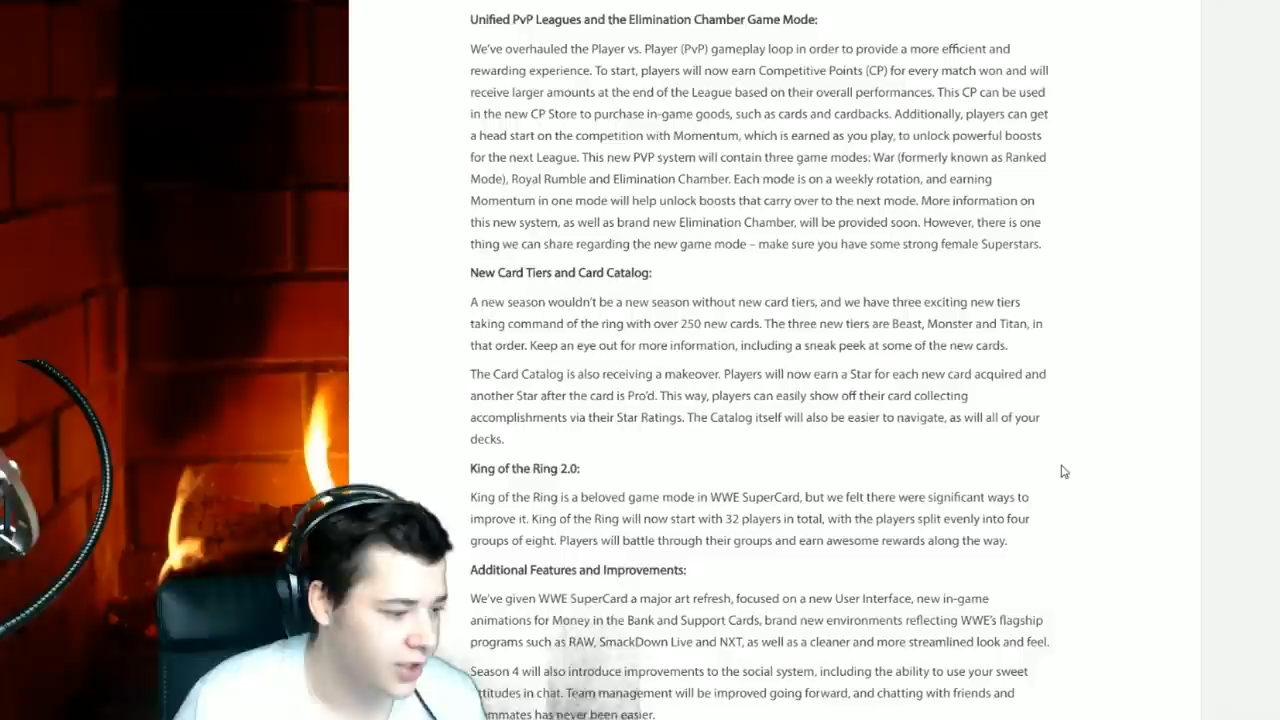 Unified PvP Leagues and the Elimination Chamber Game Mode:
We've overhauled the Player vs. Player (PvP) gameplay loop in order to provide a more efficient and
rewarding experience. To start, players will now earn Competitive Points (CP) for every match won and will
receive larger amounts at the end of the League based on their overall performances. This CP can be used
in the new CP Store to purchase in-game goods, such as cards and cardbacks. Additionally, players can get
a head start on the competition with Momentum, which is earned as you play, to unlock powerful boosts
for the next League. This new PVP system will contain three game modes: War (formerly known as Ranked
Mode), Royal Rumble and Elimination Chamber. Each mode is on a weekly rotation, and earning
Momentum in one mode will help unlock boosts that carry over to the next mode. More information on
this new system, as well as brand new Elimination Chamber, will be provided soon. However, there is one
thing we can share regarding the new game mode – make sure you have some strong female Superstars.
New Card Tiers and Card Catalog:
A new season wouldn't be a new season without new card tiers, and we have three exciting new tiers
taking command of the ring with over 250 new cards. The three new tiers are Beast, Monster and Titan, in
that order. Keep an eye out for more information, including a sneak peek at some of the new cards.
The Card Catalog is also receiving a makeover. Players will now earn a Star for each new card acquired and
another Star after the card is Pro'd. This way, players can easily show off their card collecting
accomplishments via their Star Ratings. The Catalog itself will also be easier to navigate, as will all of your
decks.
King of the Ring 2.0:
King of the Ring is a beloved game mode in WWE SuperCard, but we felt there were significant ways to
improve it. King of the Ring will now start with 32 players in total, with the players split evenly into four
groups of eight. Players will battle through their groups and earn awesome rewards along the way.
Additional Features and Improvements:
We've given WWE SuperCard a major art refresh, focused on a new User Interface, new in-game
animations for Money in the Bank and Support Cards, brand new environments reflecting WWE's flagship
programs such as RAW, SmackDown Live and NXT, as well as a cleaner and more streamlined look and feel.
Season 4 will also introduce improvements to the social system, including the ability to use your sweet
ttitudes in chat. Team management will be improved going forward, and chatting with friends and
mmates has never been easier.